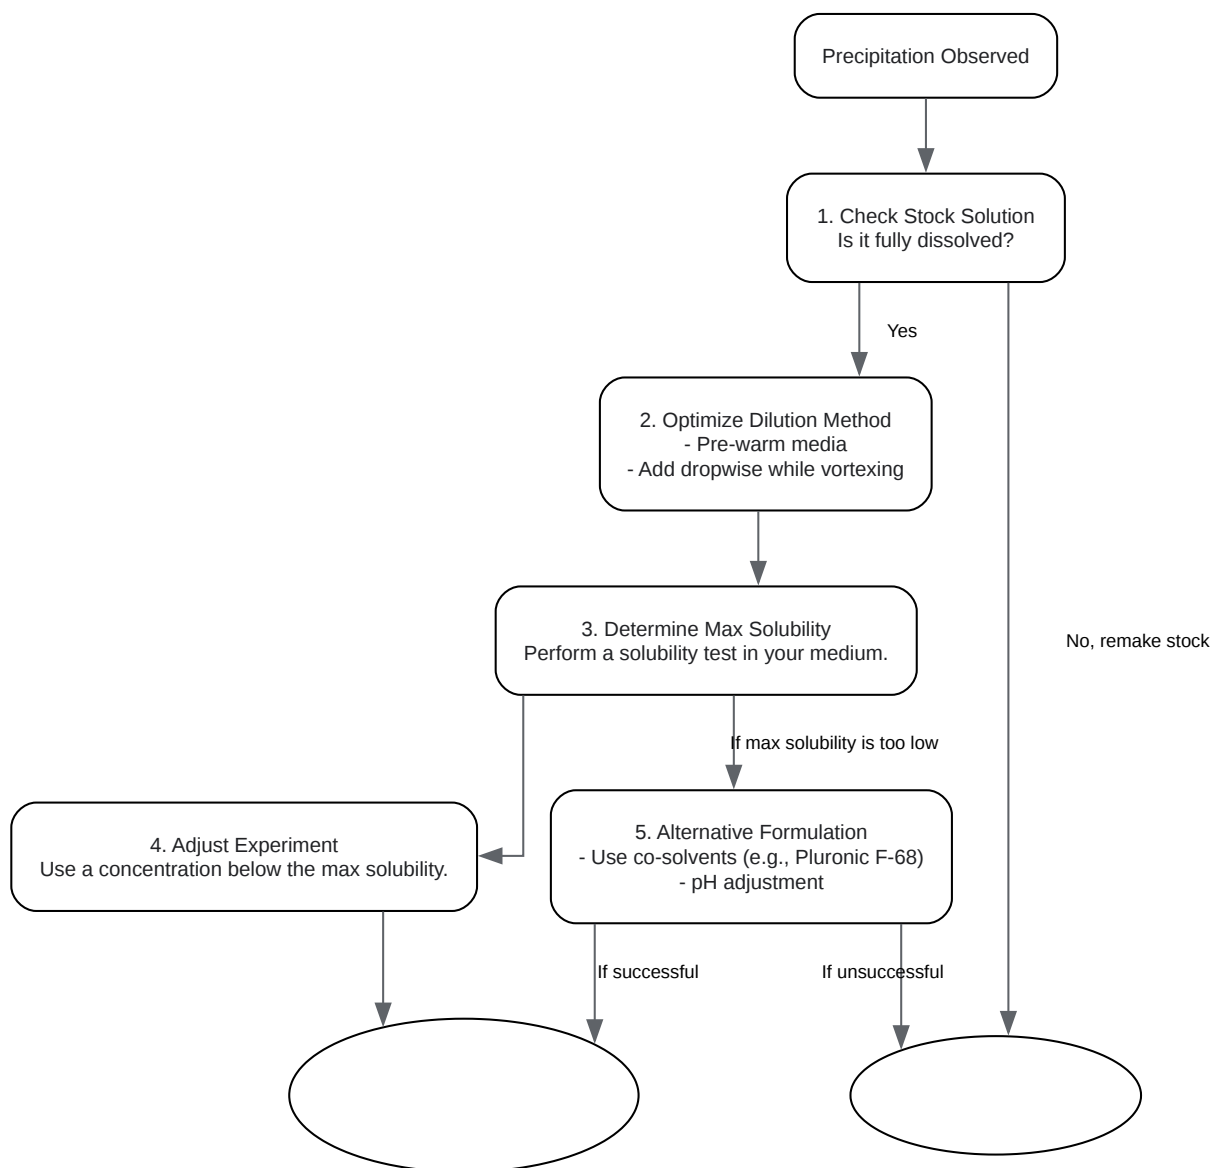 Precipitation Observed
1. Check Stock Solution
Is it fully dissolved?
Yes
2. Optimize Dilution Method
- Pre-warm media
- Add dropwise while vortexing
3. Determine Max Solubility
Perform a solubility test in your medium.
No, remake stock
If max solubility is too low
4. Adjust Experiment
Use a concentration below the max solubility.
5. Alternative Formulation
- Use co-solvents (e.g., Pluronic F-68)
- pH adjustment
If successful
If unsuccessful